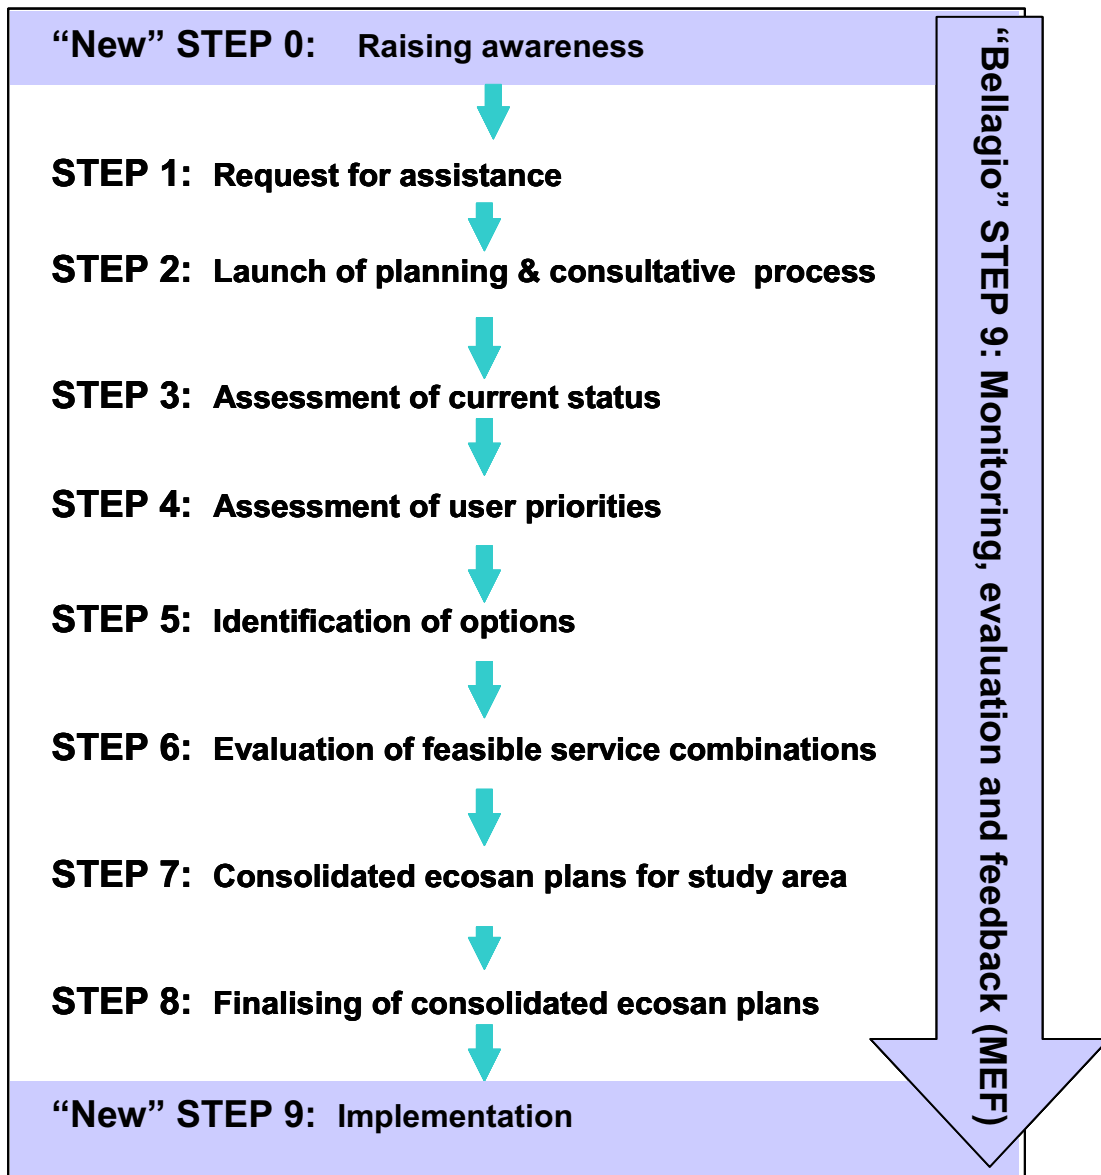 “New” STEP 0: Raising awareness
STEP 1: Request for assistance
STEP 2: Launch of planning & consultative process
STEP 3: Assessment of current status
STEP 4: Assessment of user priorities
STEP 5: Identification of options
STEP 6: Evaluation of feasible service combinations
STEP 7: Consolidated ecosan plans for study area
STEP 8: Finalising of consolidated ecosan plans
“New” STEP 9: Implementation
“Bellagio” STEP 9: Monitoring, evaluation and feedback (MEF)